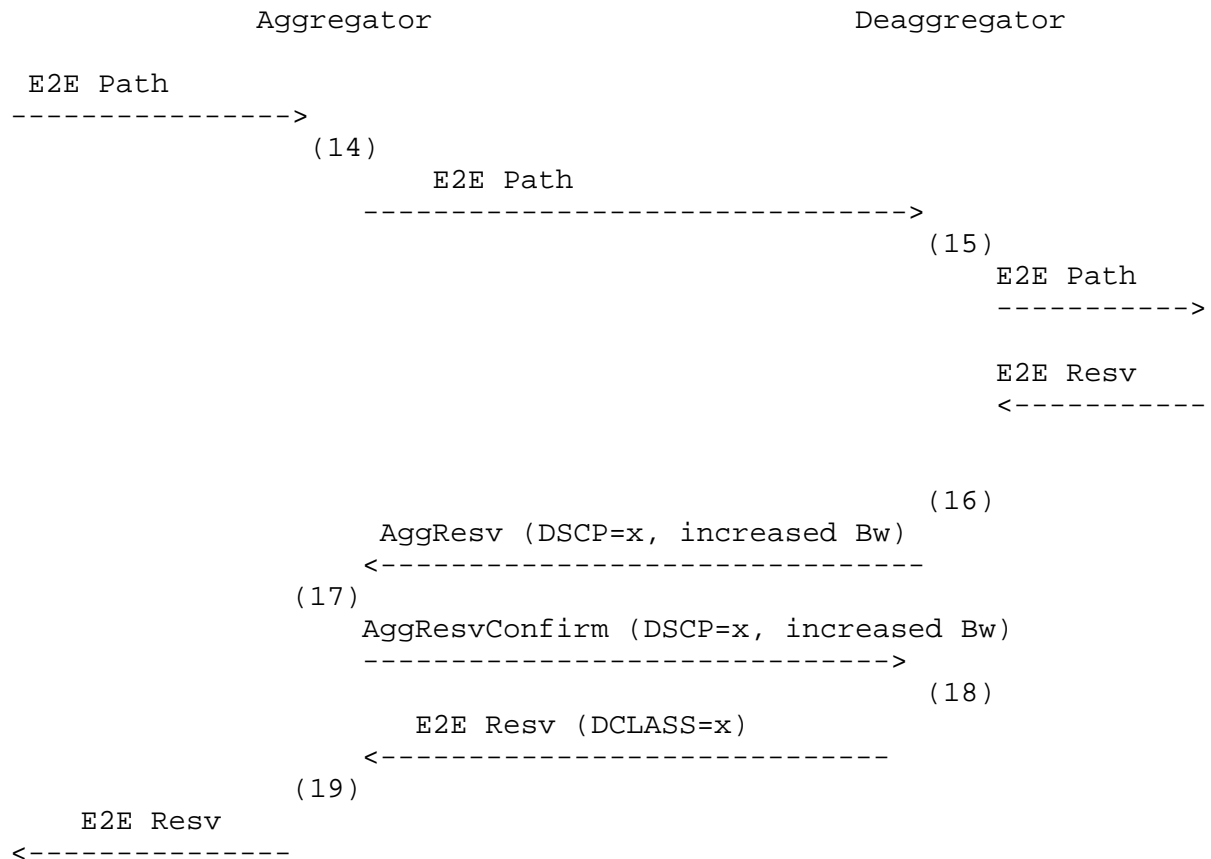 Aggregator Deaggregator
E2E Path
---------------->
(14)
E2E Path
------------------------------->
(15)
E2E Path
----------->
E2E Resv
<-----------
(16)
AggResv (DSCP=x, increased Bw)
<-------------------------------
(17)
AggResvConfirm (DSCP=x, increased Bw)
------------------------------>
(18)
E2E Resv (DCLASS=x)
<-----------------------------
(19)
E2E Resv
<---------------